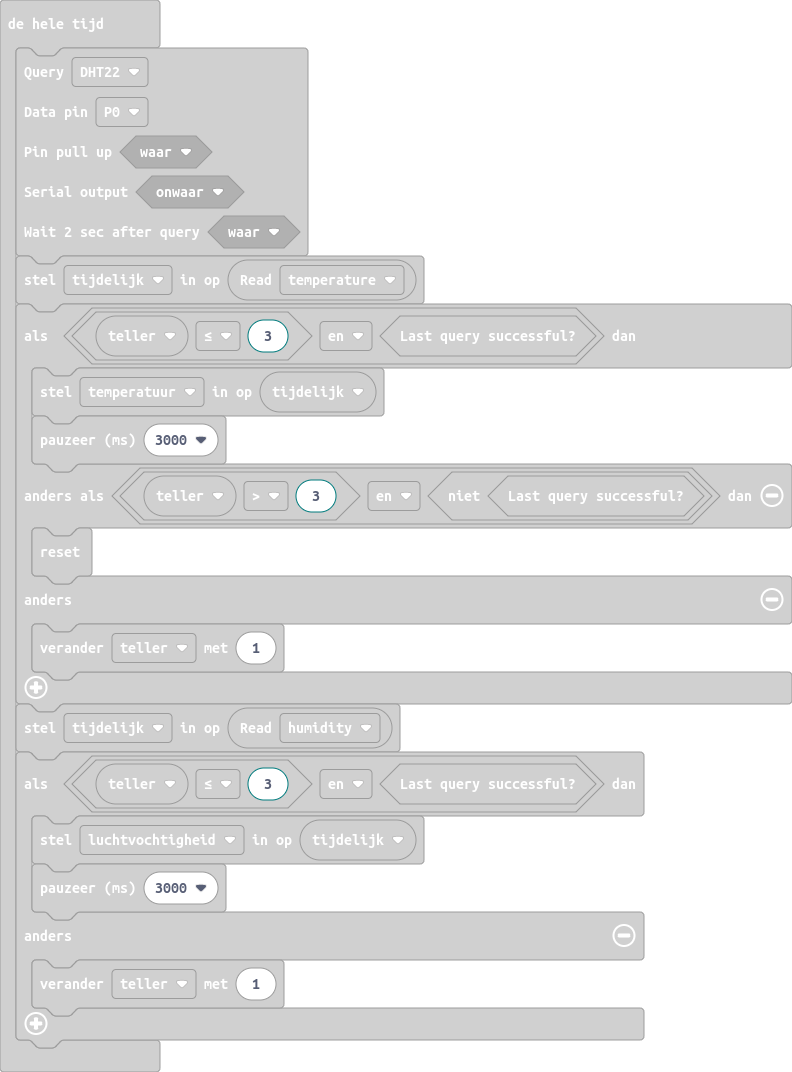 de hele tijd
Query DHT22
Data pin P0
Pin pull up waar
Serial output onwaar
Wait 2 sec after query waar
stel tijdelijk in op Read temperature
als teller ≤ 3 en Last query successful? dan
stel temperatuur in op tijdelijk
pauzeer (ms) 3000
anders als teller > 3 en niet Last query successful? dan
reset
anders
verander teller met 1
stel tijdelijk in op Read humidity
als teller ≤ 3 en Last query successful? dan
stel luchtvochtigheid in op tijdelijk
pauzeer (ms) 3000
anders
verander teller met 1